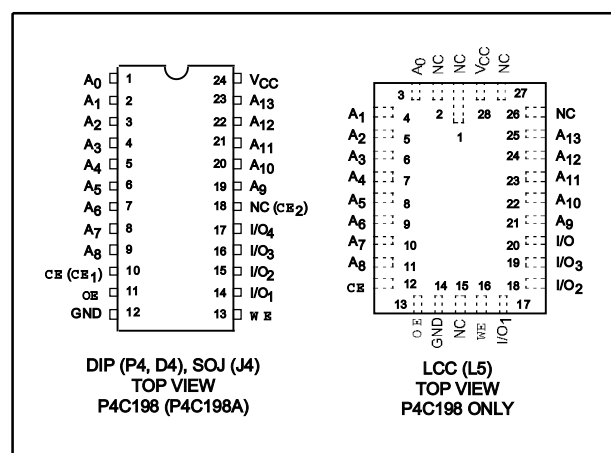 A0 1 24 VCC
A1 2 23 A13
A2 3 22 A12
A3 4 21 A11
A4 5 20 A10
A5 6 19 A9
A6 7 18 NC (CE2)
A7 8 17 I/O4
A8 9 16 I/O3
CE (CE1) 10 15 I/O2
OE 11 14 I/O1
GND 12 13 WE
DIP (P4, D4), SOJ (J4)
TOP VIEW
P4C198 (P4C198A)
A0 NC NC VCC NC
3 27
A1 4 2 28 26 NC
A2 5 1 25 A13
A3 6 24 A12
A4 7 23 A11
A5 8 22 A10
A6 9 21 A9
A7 10 20 I/O
A8 11 19 I/O3
CE 12 14 15 16 18 I/O2
13 17
OE GND NC WE I/O1
LCC (L5)
TOP VIEW
P4C198 ONLY